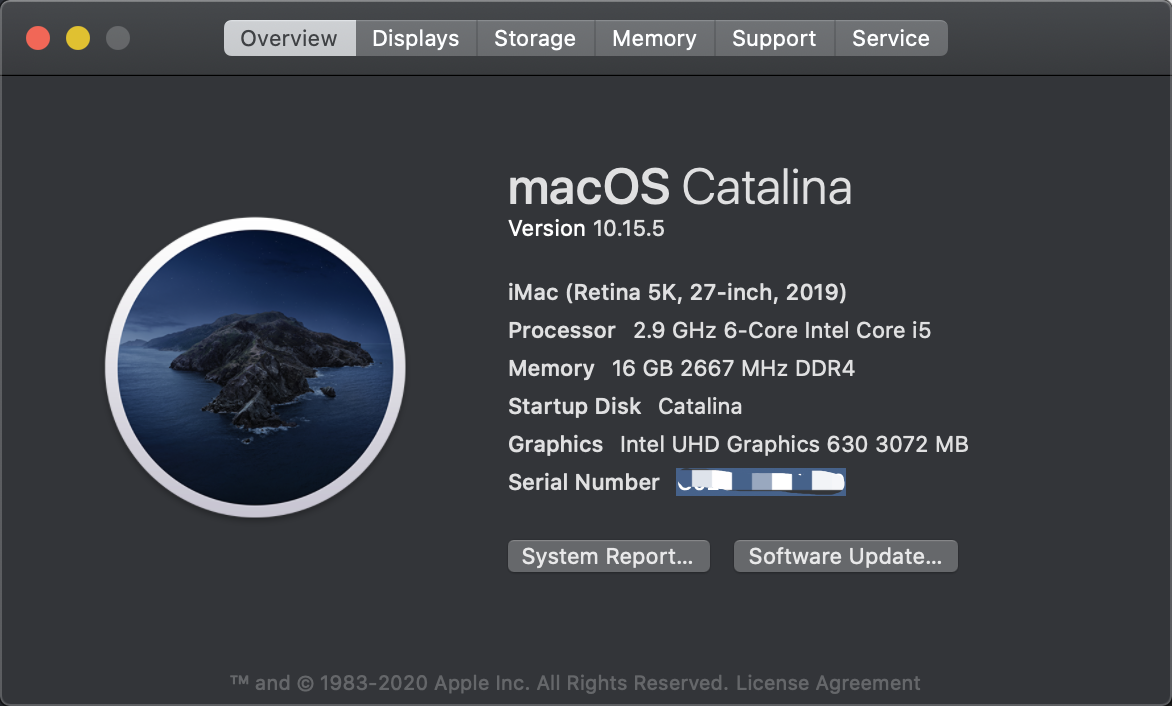 Overview Displays Storage Memory Support Service
macOS Catalina
Version 10.15.5
iMac (Retina 5K, 27-inch, 2019)
Processor 2.9 GHz 6-Core Intel Core i5
Memory 16 GB 2667 MHz DDR4
Startup Disk Catalina
Graphics Intel UHD Graphics 630 3072 MB
Serial Number
System Report... Software Update...
™ and © 1983-2020 Apple Inc. All Rights Reserved. License Agreement